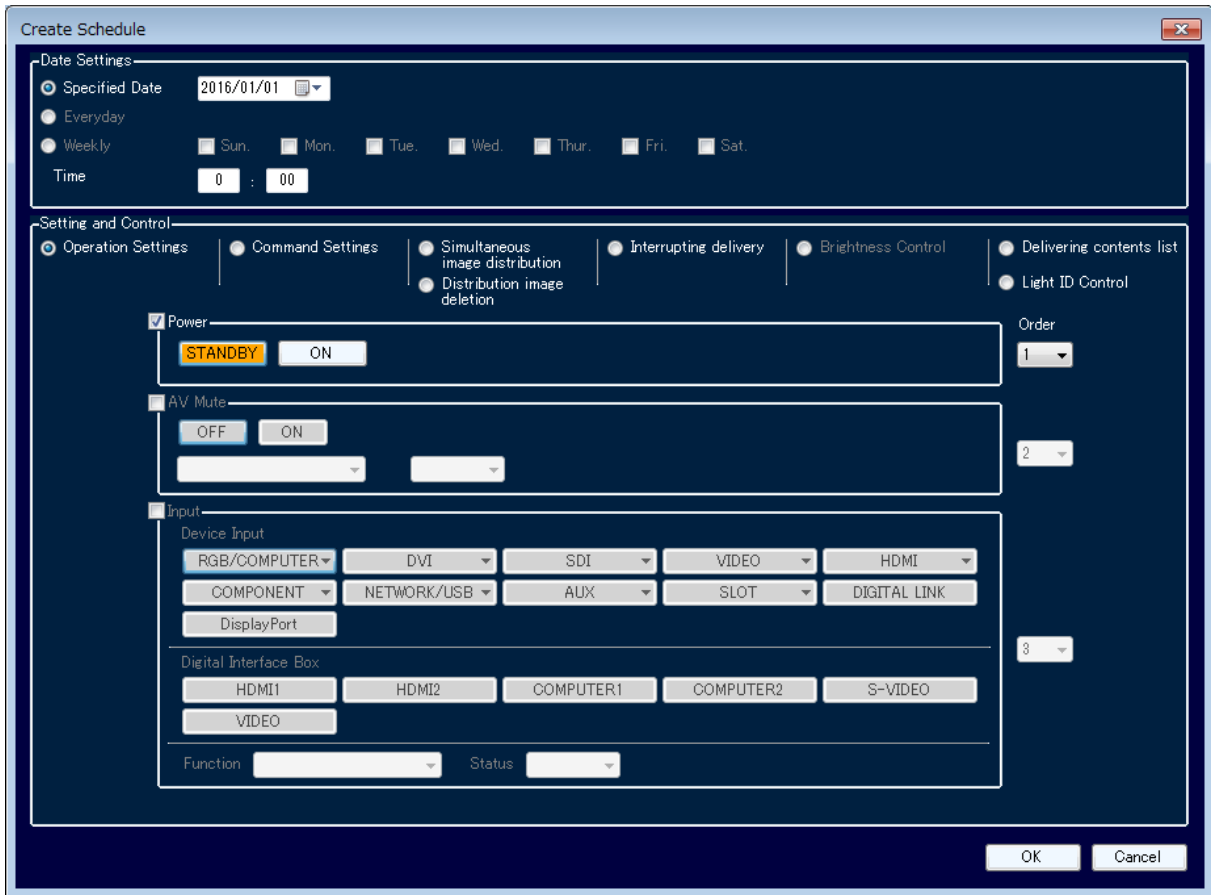 Create Schedule
Date Settings
Specified Date 2016/01/01
Everyday
Weekly Sun. Mon. Tue. Wed. Thur. Fri. Sat.
Time 0 : 00
Setting and Control
Operation Settings Command Settings Simultaneous image distribution Interrupting delivery Brightness Control Delivering contents list
Distribution image deletion Light ID Control
Power Order
STANDBY ON 1
AV Mute
OFF ON
2
Input
Device Input
RGB/COMPUTER DVI SDI VIDEO HDMI
COMPONENT NETWORK/USB AUX SLOT DIGITAL LINK
DisplayPort
3
Digital Interface Box
HDMI1 HDMI2 COMPUTER1 COMPUTER2 S-VIDEO
VIDEO
Function Status
OK Cancel